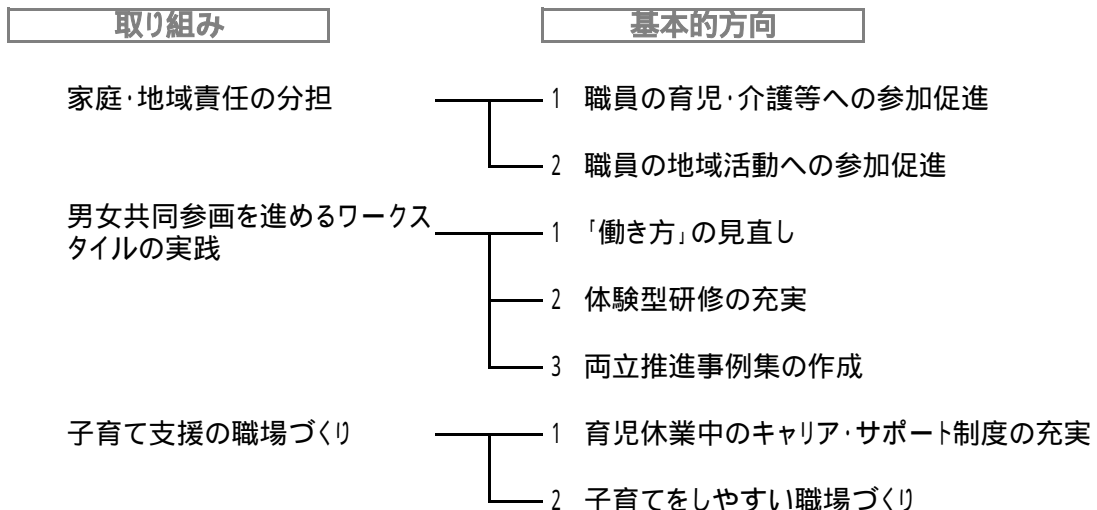 取り組み 基本的方向
家庭・地域責任の分担 1 職員の育児・介護等への参加促進
2 職員の地域活動への参加促進
男女共同参画を進めるワークス
タイルの実践
1 「働き方」の見直し
2 体験型研修の充実
3 両立推進事例集の作成
子育て支援の職場づくり 1 育児休業中のキャリア・サポート制度の充実
2 子育てをしやすい職場づくり